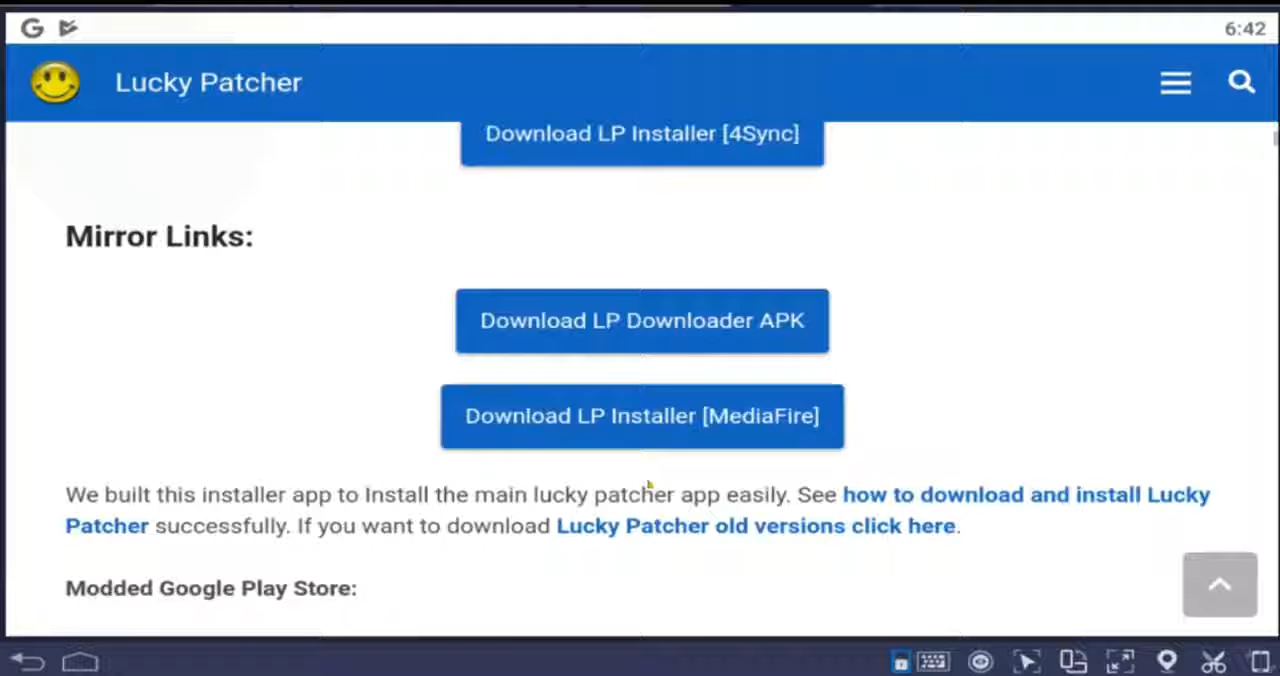 6:42
Lucky Patcher
Download LP Installer [4Sync]
Mirror Links:
Download LP Downloader APK
Download LP Installer [MediaFire]
We built this installer app to Install the main lucky patcher app easily. See how to download and install Lucky
Patcher successfully. If you want to download Lucky Patcher old versions click here.
Modded Google Play Store: